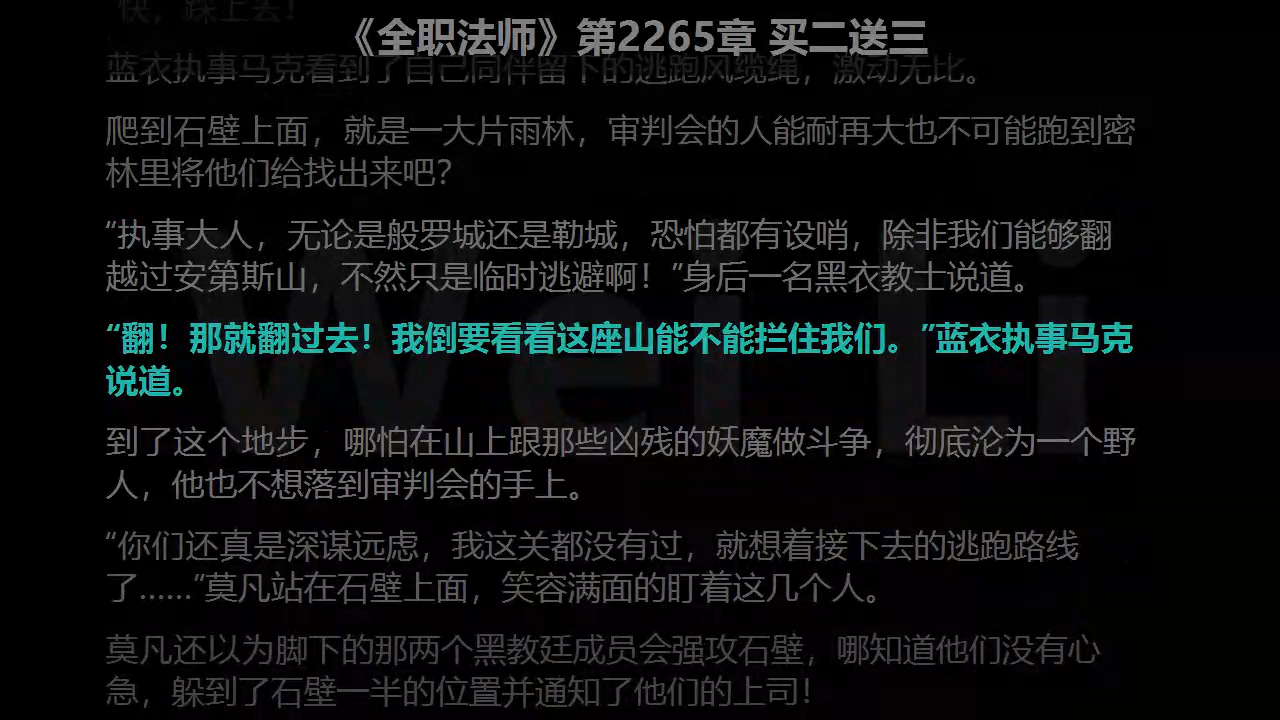 快，踩上去！
《全职法师》第2265章 买二送三
蓝衣执事马克看到了自己同伴留下的逃跑风缆绳，激动无比。
爬到石壁上面，就是一大片雨林，审判会的人能耐再大也不可能跑到密
林里将他们给找出来吧？
“执事大人，无论是般罗城还是勒城，恐怕都有设哨，除非我们能够翻
越过安第斯山，不然只是临时逃避啊！”身后一名黑衣教士说道。
“翻！那就翻过去！我倒要看看这座山能不能拦住我们。”蓝衣执事马克
说道。
到了这个地步，哪怕在山上跟那些凶残的妖魔做斗争，彻底沦为一个野
人，他也不想落到审判会的手上。
“你们还真是深谋远虑，我这关都没有过，就想着接下去的逃跑路线
了……”莫凡站在石壁上面，笑容满面的盯着这几个人。
莫凡还以为脚下的那两个黑教廷成员会强攻石壁，哪知道他们没有心
急，躲到了石壁一半的位置并通知了他们的上司！
Wei Li